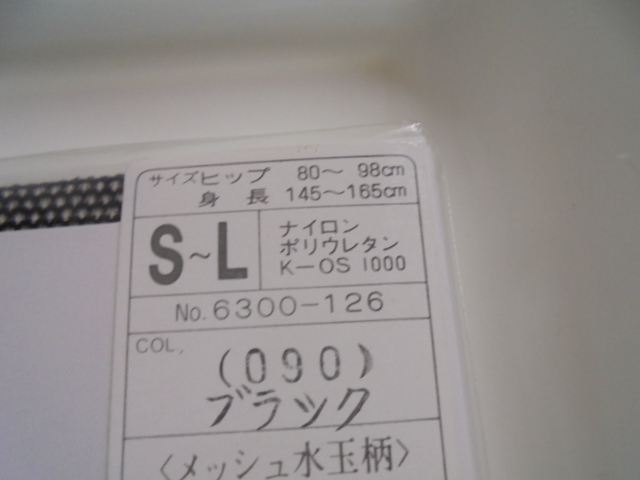 サイズヒップ 80～ 98cm
身長 145～165cm
S～L
ナイロン
ポリウレタン
K-OS 1000
No.6300-126
COL.
(090)
ブラック
〈メッシュ水玉柄〉